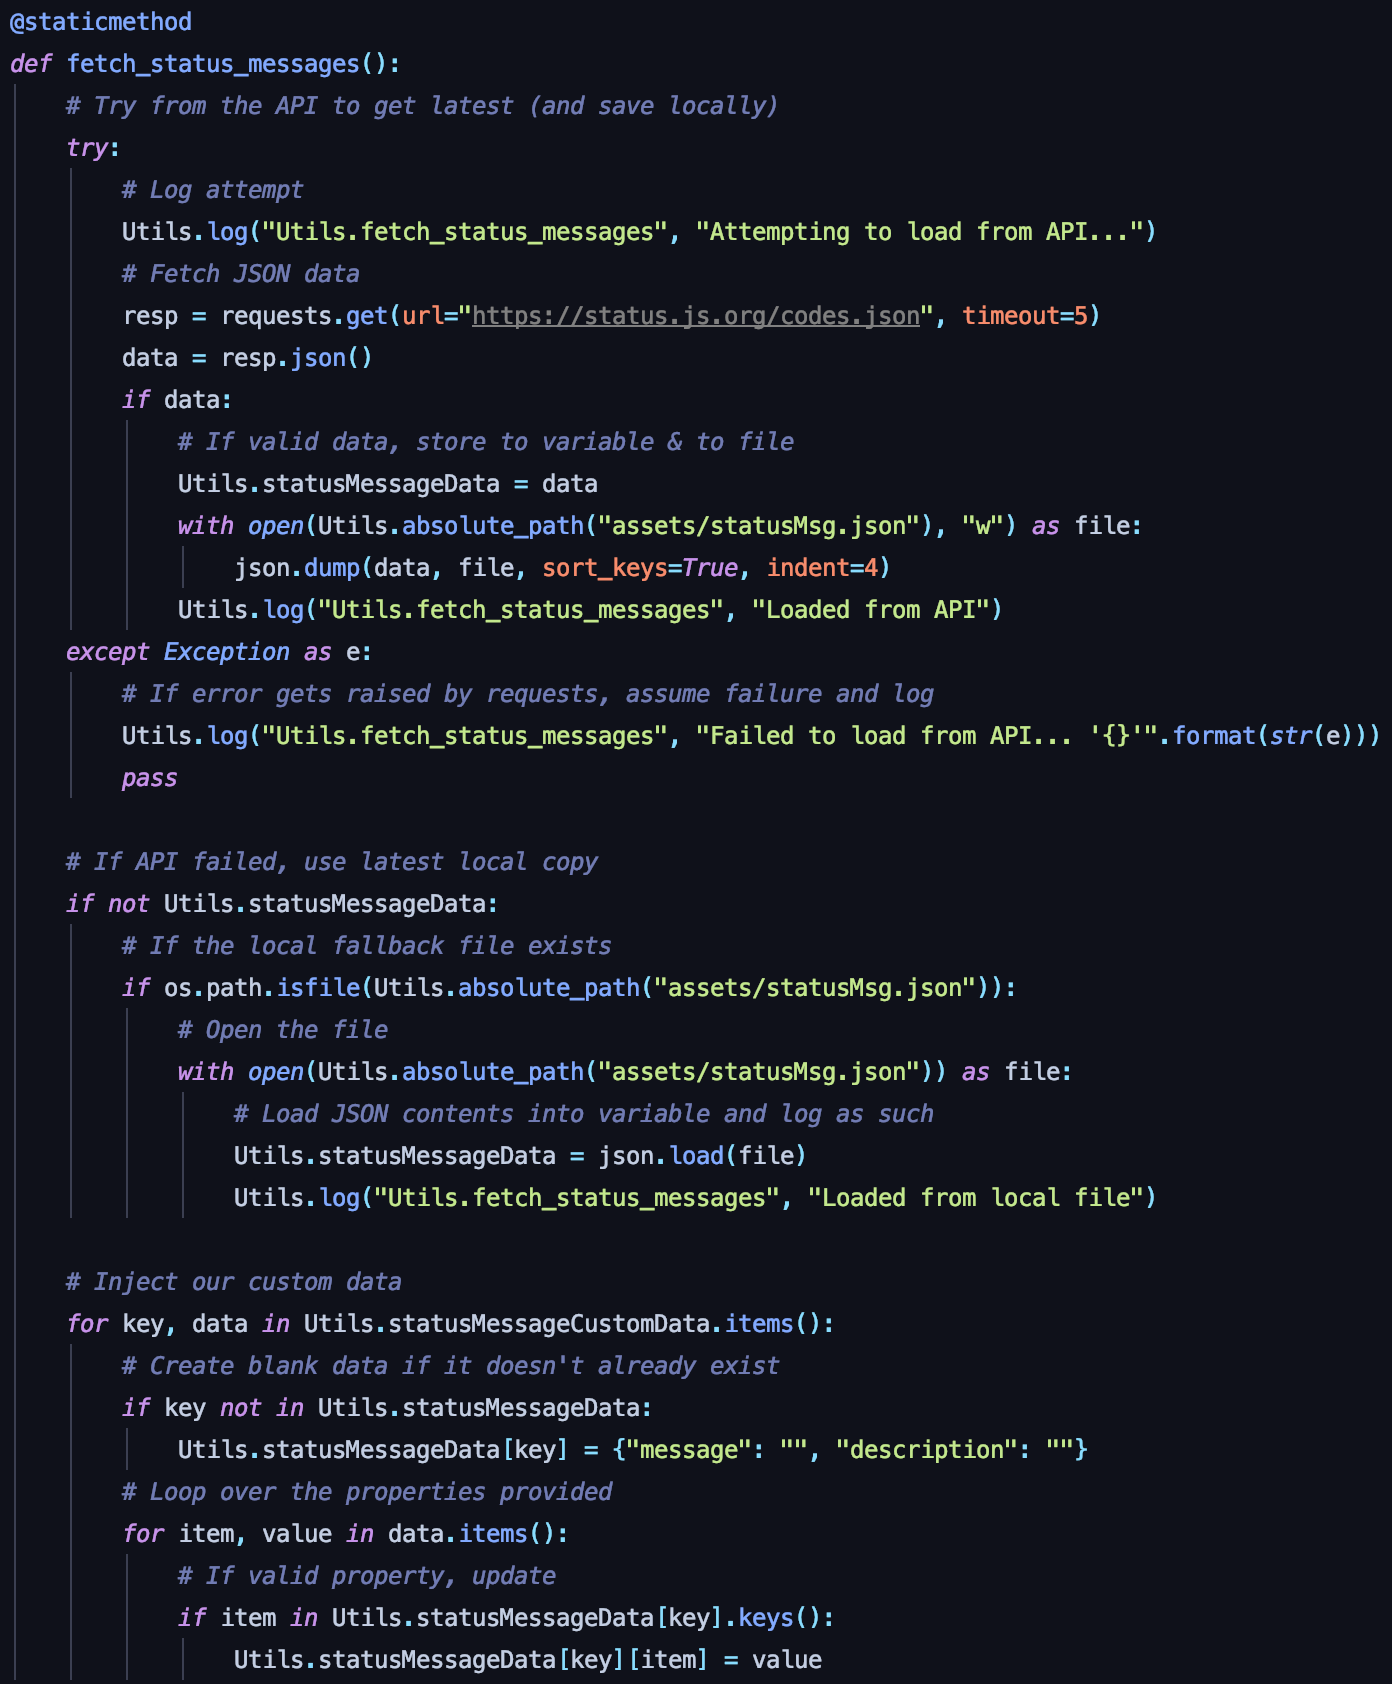 @staticmethod
def fetch_status_messages():
    # Try from the API to get latest (and save locally)
    try:
        # Log attempt
        Utils.log("Utils.fetch_status_messages", "Attempting to load from API...")
        # Fetch JSON data
        resp = requests.get(url="https://status.js.org/codes.json", timeout=5)
        data = resp.json()
        if data:
            # If valid data, store to variable & to file
            Utils.statusMessageData = data
            with open(Utils.absolute_path("assets/statusMsg.json"), "w") as file:
                json.dump(data, file, sort_keys=True, indent=4)
            Utils.log("Utils.fetch_status_messages", "Loaded from API")
    except Exception as e:
        # If error gets raised by requests, assume failure and log
        Utils.log("Utils.fetch_status_messages", "Failed to load from API... '{}'".format(str(e)))
        pass

    # If API failed, use latest local copy
    if not Utils.statusMessageData:
        # If the local fallback file exists
        if os.path.isfile(Utils.absolute_path("assets/statusMsg.json")):
            # Open the file
            with open(Utils.absolute_path("assets/statusMsg.json")) as file:
                # Load JSON contents into variable and log as such
                Utils.statusMessageData = json.load(file)
                Utils.log("Utils.fetch_status_messages", "Loaded from local file")

    # Inject our custom data
    for key, data in Utils.statusMessageCustomData.items():
        # Create blank data if it doesn't already exist
        if key not in Utils.statusMessageData:
            Utils.statusMessageData[key] = {"message": "", "description": ""}
        # Loop over the properties provided
        for item, value in data.items():
            # If valid property, update
            if item in Utils.statusMessageData[key].keys():
                Utils.statusMessageData[key][item] = value